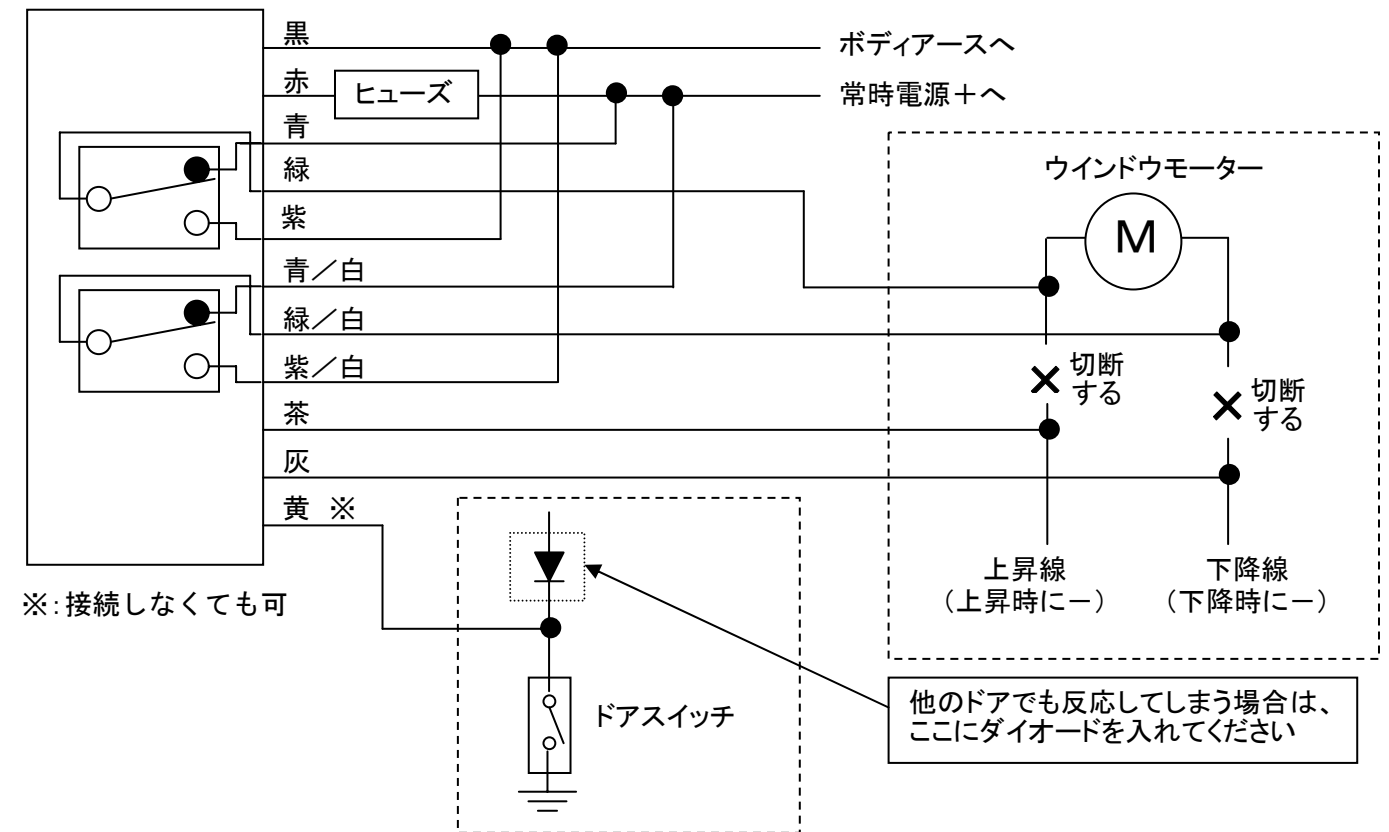 黒
ボディアースへ
赤
ヒューズ
常時電源＋へ
青
緑
紫
青／白
緑／白
紫／白
茶
灰
黄 ※
※：接続しなくても可
ウインドウモーター
M
切断
する
切断
する
上昇線
（上昇時にー）
下降線
（下降時にー）
ドアスイッチ
他のドアでも反応してしまう場合は、
ここにダイオードを入れてください